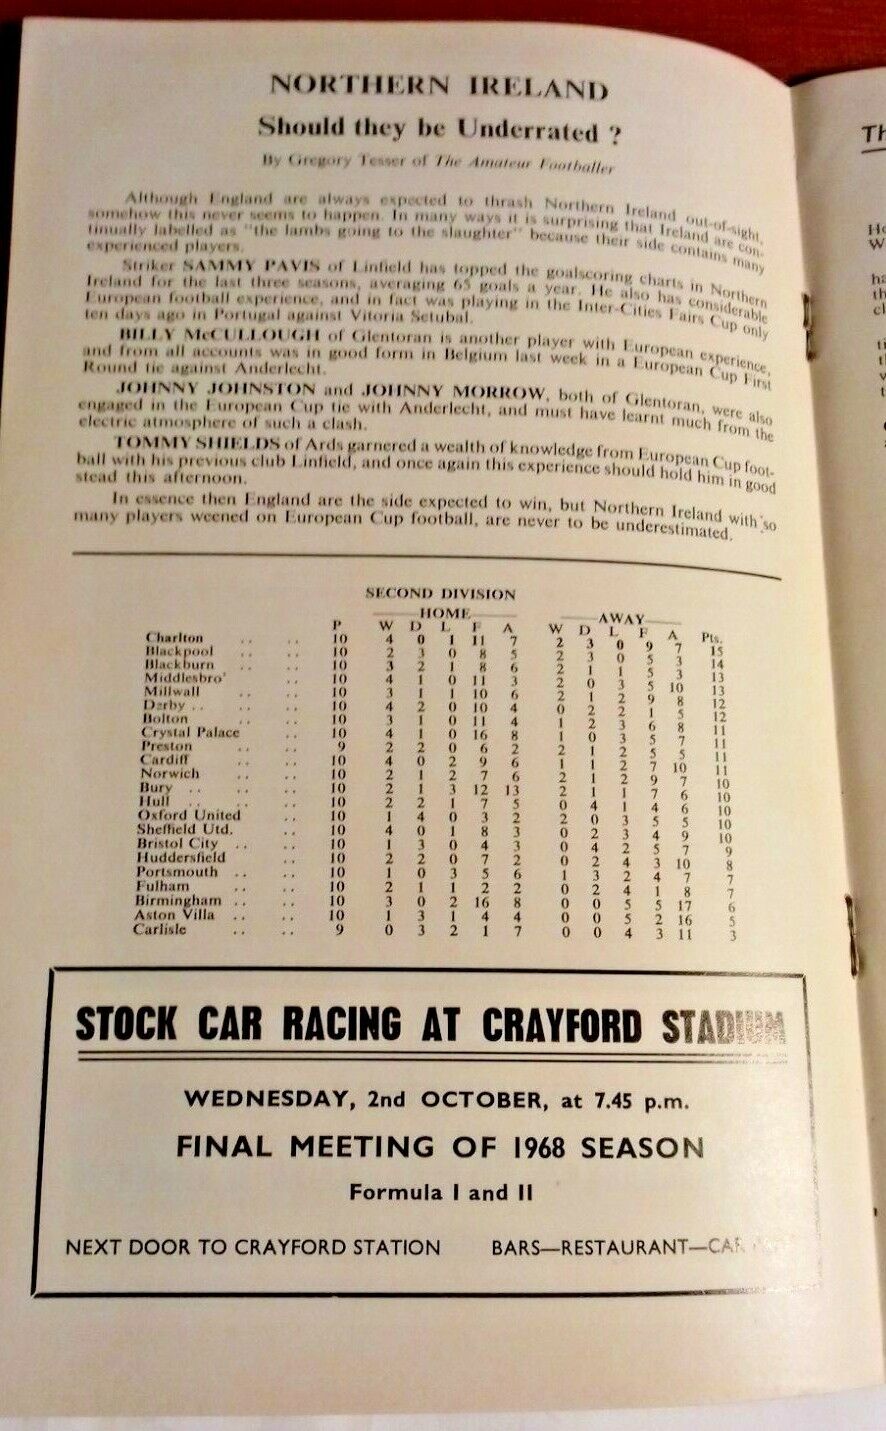 NORTHERN IRELAND
Should they be Underrated ?
By Gregory Tesser of The Amateur Footballer
Although England are always expected to thrash Northern Ireland out-of-sight,
somehow this never seems to happen. In many ways it is surprising that Ireland are con-
tinually labelled as "the lambs going to the slaughter" because their side contains many
experienced players.
Striker SAMMY PAVIS of Linfield has topped the goalscoring charts in Northern
Ireland for the last three seasons, averaging 65 goals a year. He also has considerable
European football experience, and in fact was playing in the Inter-Cities Fairs Cup only
ten days ago in Portugal against Vitoria Setubal.
BILLY McCULLOUGH of Glentoran is another player with European experience,
and from all accounts was in good form in Belgium last week in a European Cup First
Round tie against Anderlecht.
JOHNNY JOHNSTON and JOHNNY MORROW, both of Glentoran, were also
engaged in the European Cup tie with Anderlecht, and must have learnt much from the
electric atmosphere of such a clash.
TOMMY SHIELDS of Ards garnered a wealth of knowledge from European Cup foot-
ball with his previous club Linfield, and once again this experience should hold him in good
stead this afternoon.
In essence then England are the side expected to win, but Northern Ireland with so
many players weened on European Cup football, are never to be underestimated.
SECOND DIVISION
HOME AWAY
P W D L F A W D L F A Pts.
Charlton .. .. 10 4 0 1 11 7 2 3 0 9 7 15
Blackpool .. .. 10 2 3 0 8 5 2 3 0 5 3 14
Blackburn .. .. 10 3 2 1 8 6 2 1 1 5 3 13
Middlesbro' .. 10 4 1 0 11 3 2 0 3 5 10 13
Millwall .. .. 10 3 1 1 10 6 2 1 2 9 8 12
Derby .. .. .. 10 4 2 0 10 4 0 2 2 1 5 12
Bolton .. .. 10 3 1 0 11 4 1 2 3 6 8 11
Crystal Palace .. 10 4 1 0 16 8 1 0 3 5 7 11
Preston .. .. 9 2 2 0 6 2 2 1 2 5 5 11
Cardiff .. .. 10 4 0 2 9 6 1 1 2 7 10 11
Norwich .. .. 10 2 1 2 7 6 2 1 2 9 7 10
Bury .. .. .. 10 2 1 3 12 13 2 1 1 7 6 10
Hull .. .. .. 10 2 2 1 7 5 0 4 1 4 6 10
Oxford United .. 10 1 4 0 3 2 2 0 3 5 5 10
Sheffield Utd. .. 10 4 0 1 8 3 0 2 3 4 9 10
Bristol City .. .. 10 1 3 0 4 3 0 4 2 5 7 9
Huddersfield .. 10 2 2 0 7 2 0 2 4 3 10 8
Portsmouth .. .. 10 1 0 3 5 6 1 3 2 4 7 7
Fulham .. .. 10 2 1 1 2 2 0 2 4 1 8 7
Birmingham .. .. 10 3 0 2 16 8 0 0 5 5 17 6
Aston Villa .. .. 10 1 3 1 4 4 0 0 5 2 16 5
Carlisle .. .. 9 0 3 2 1 7 0 0 4 3 11 3
STOCK CAR RACING AT CRAYFORD STADIUM
WEDNESDAY, 2nd OCTOBER, at 7.45 p.m.
FINAL MEETING OF 1968 SEASON
Formula I and II
NEXT DOOR TO CRAYFORD STATION BARS—RESTAURANT—CAR